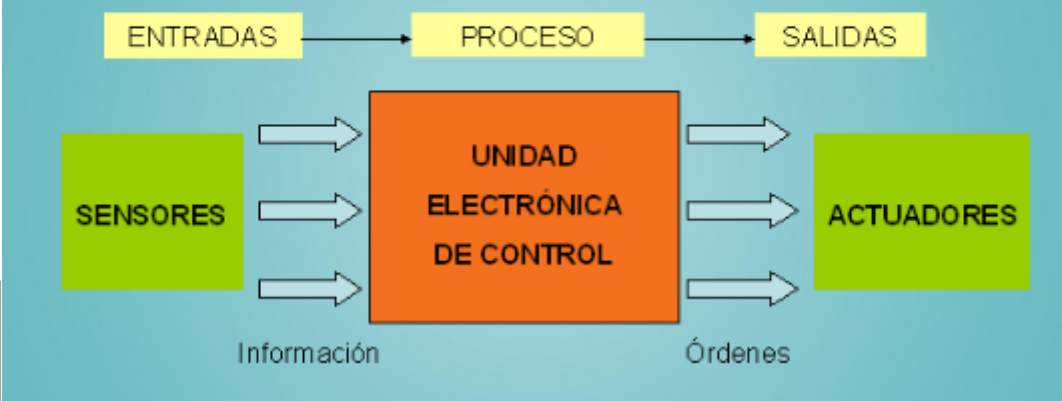 ENTRADAS PROCESO SALIDAS
SENSORES
UNIDAD
ELECTRÓNICA
DE CONTROL
ACTUADORES
Información Órdenes